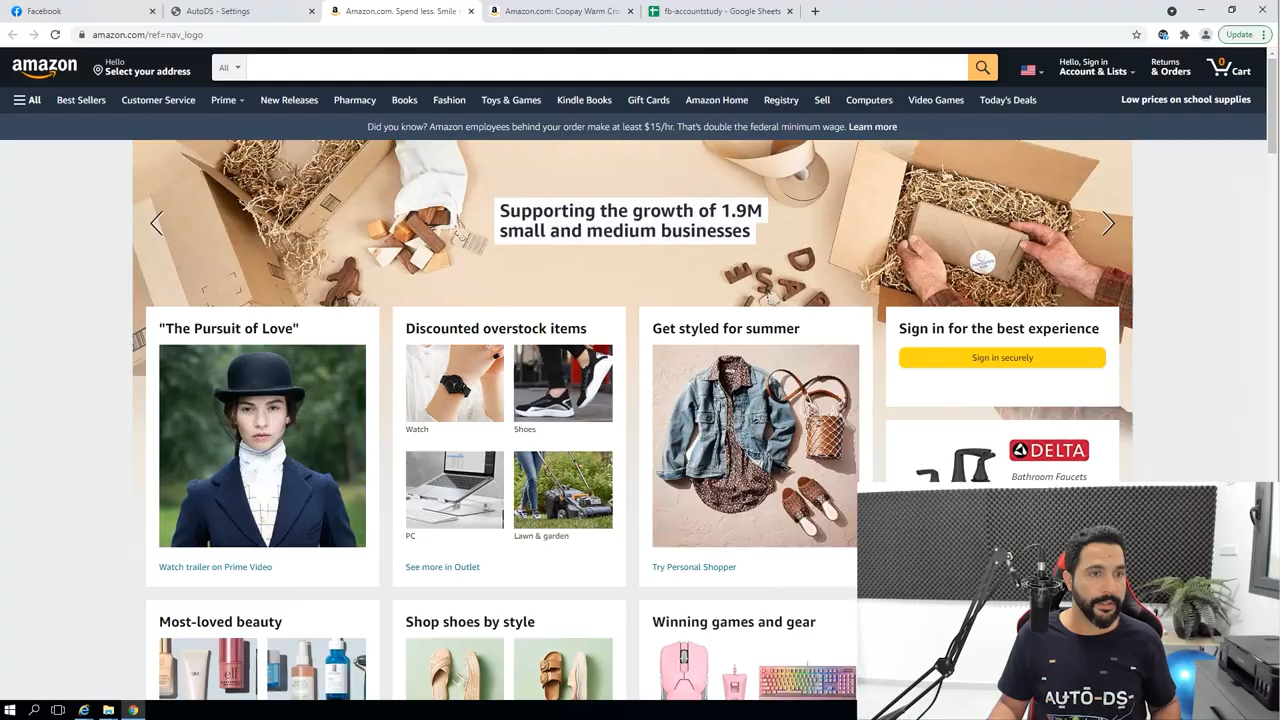 Facebook
AutoDS - Settings
Amazon.com. Spend less. Smile
Amazon.com: Coopay Warm Cro
fb-accountstudy - Google Sheets
amazon.com/ref=nav_logo
Update
amazon
Hello
Select your address
All
Hello, Sign in
Account & Lists
Returns
& Orders
0
Cart
All
Best Sellers
Customer Service
Prime
New Releases
Pharmacy
Books
Fashion
Toys & Games
Kindle Books
Gift Cards
Amazon Home
Registry
Sell
Computers
Video Games
Today's Deals
Low prices on school supplies
Did you know? Amazon employees behind your order make at least $15/hr. That's double the federal minimum wage. Learn more
Supporting the growth of 1.9M
small and medium businesses
"The Pursuit of Love"
Watch trailer on Prime Video
Discounted overstock items
Watch
Shoes
PC
Lawn & garden
See more in Outlet
Get styled for summer
Try Personal Shopper
Sign in for the best experience
Sign in securely
DELTA
Bathroom Faucets
Most-loved beauty
Shop shoes by style
Winning games and gear
AUTO-DS